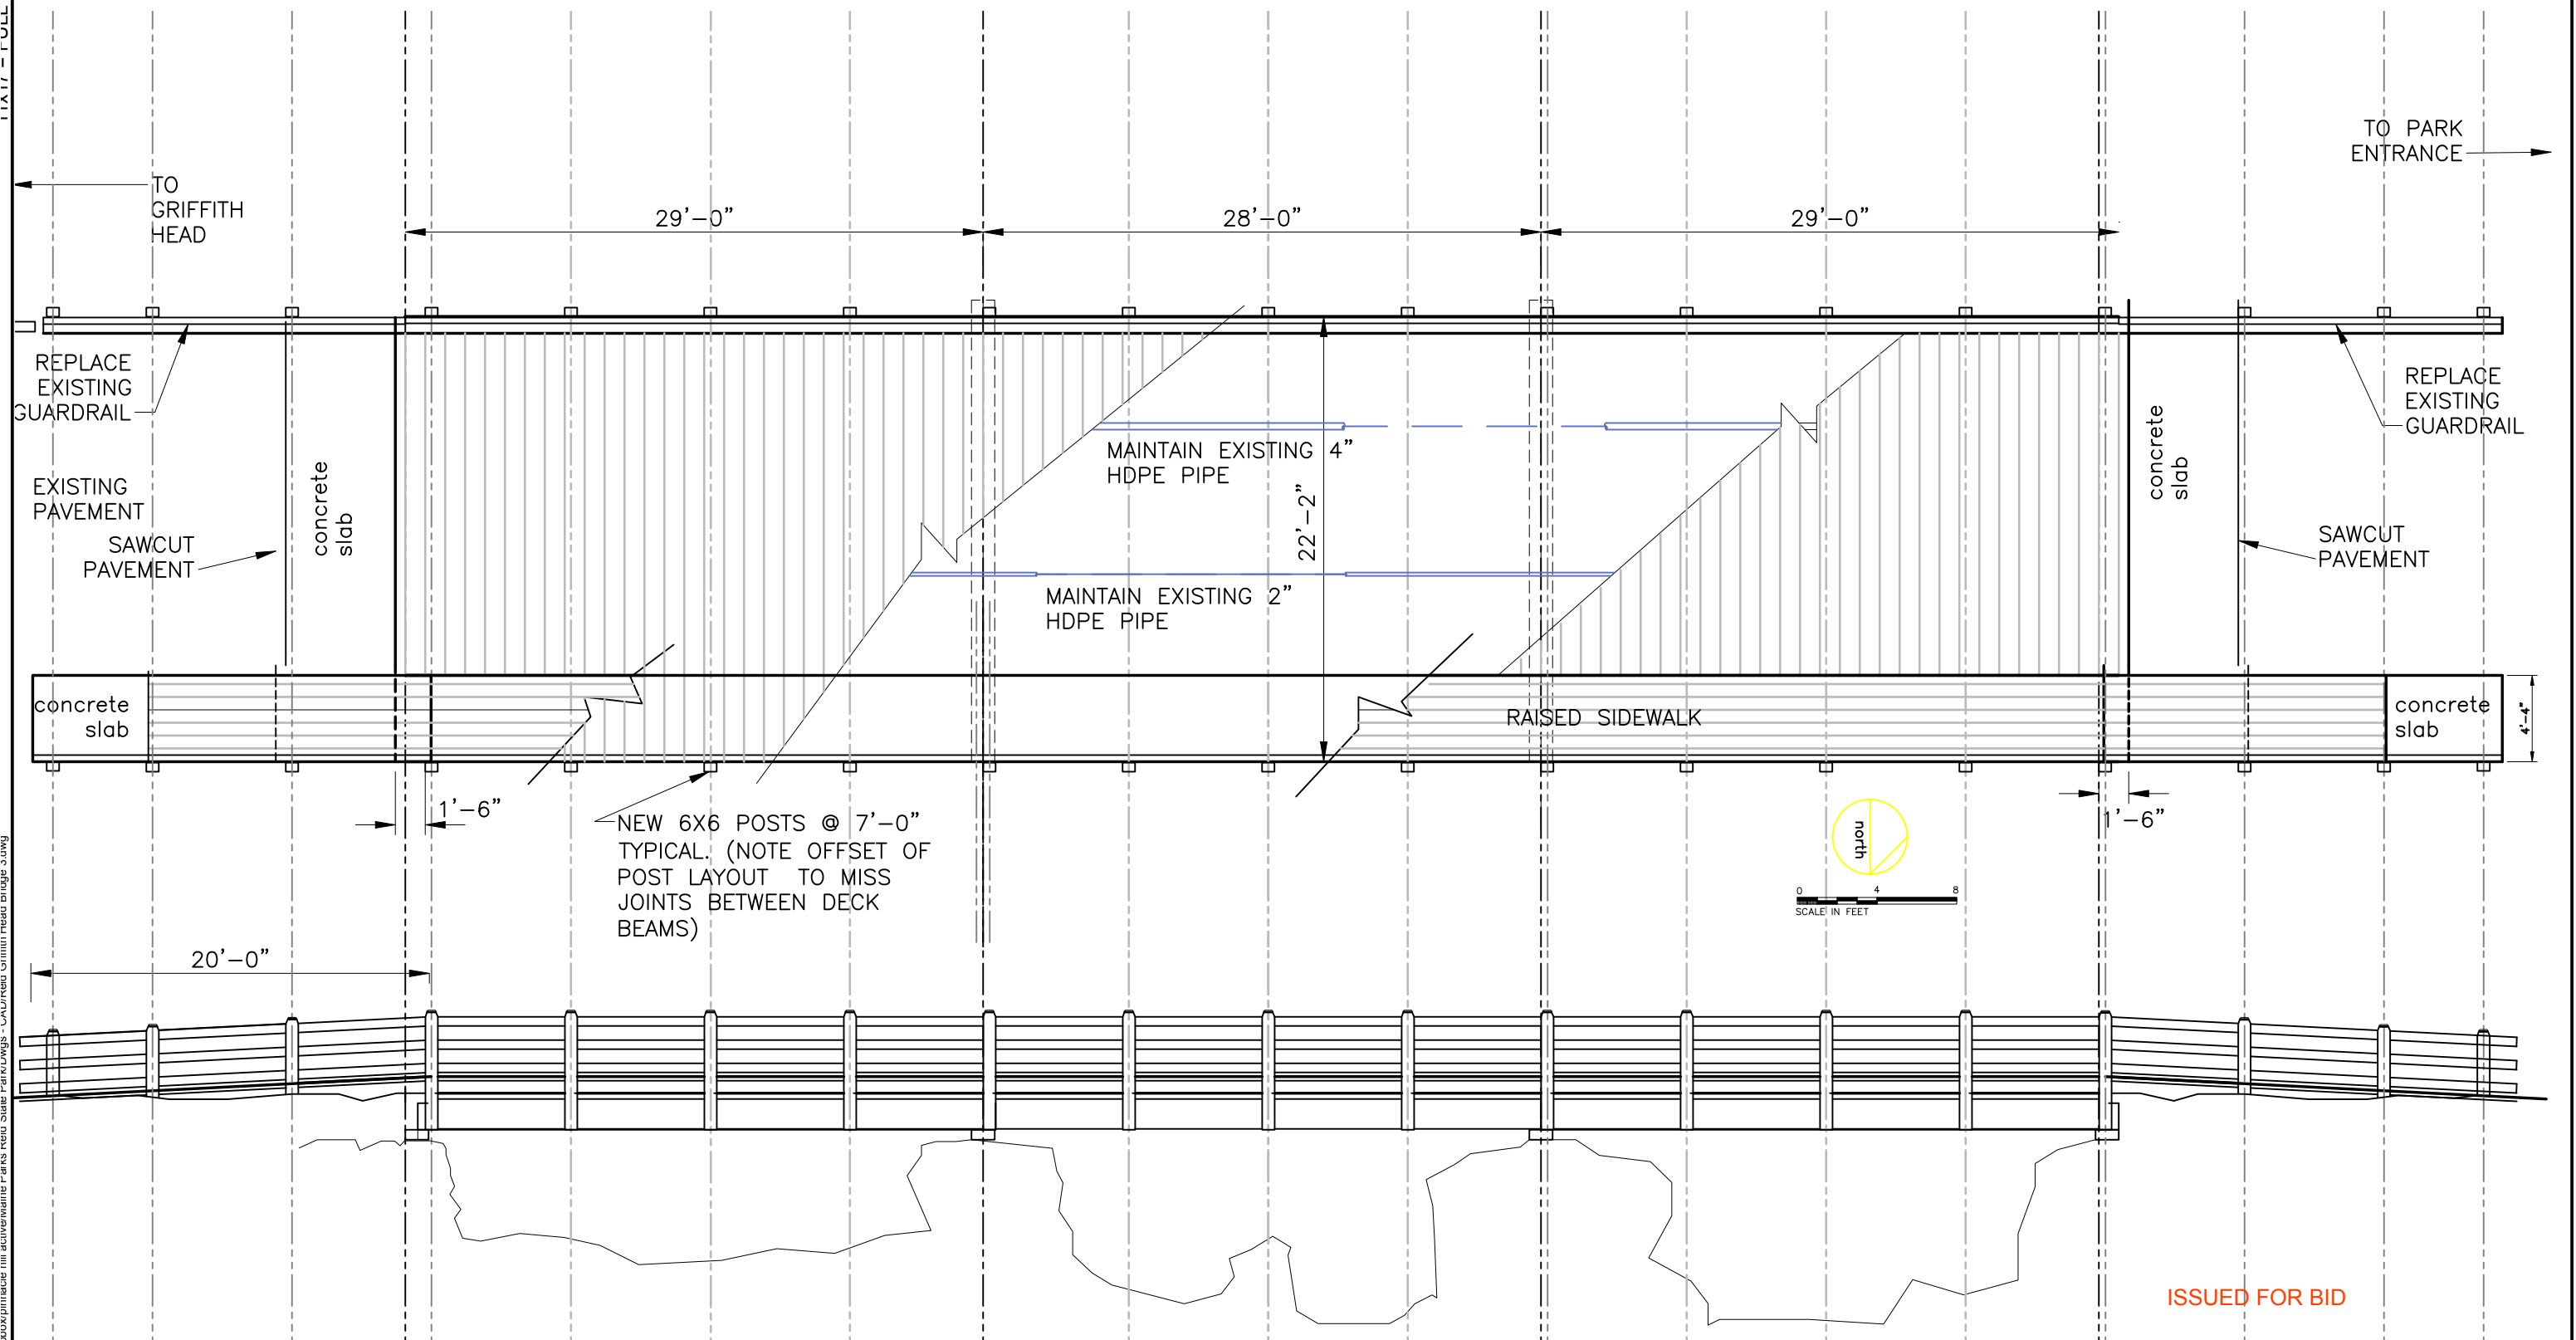 TO
GRIFFITH
HEAD
TO PARK
ENTRANCE
29'-0"
28'-0"
29'-0"
REPLACE
EXISTING
GUARDRAIL
EXISTING
PAVEMENT
SAWCUT
PAVEMENT
concrete
slab
MAINTAIN EXISTING 4"
HDPE PIPE
22'-2"
MAINTAIN EXISTING 2"
HDPE PIPE
concrete
slab
REPLACE
EXISTING
GUARDRAIL
SAWCUT
PAVEMENT
concrete
slab
RAISED SIDEWALK
concrete
slab
4'-4"
1'-6"
NEW 6X6 POSTS @ 7'-0"
TYPICAL. (NOTE OFFSET OF
POST LAYOUT TO MISS
JOINTS BETWEEN DECK
BEAMS)
1'-6"
north
0 4 8
SCALE IN FEET
20'-0"
ISSUED FOR BID